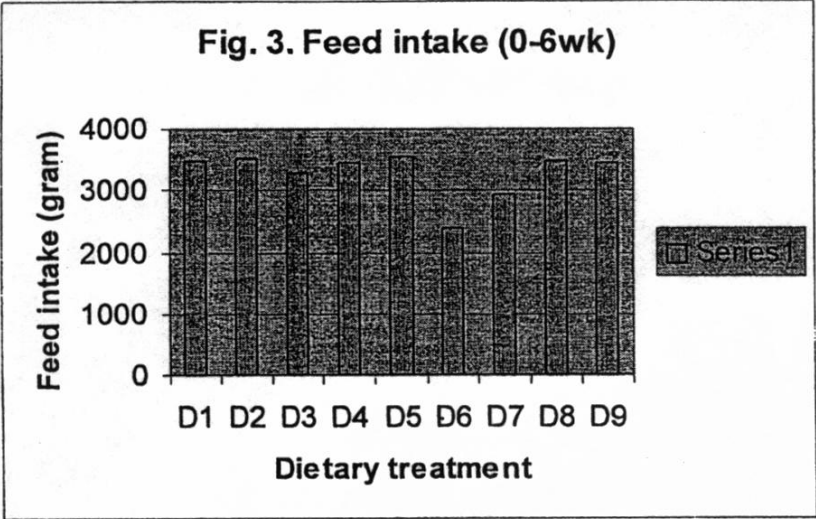 Fig. 3. Feed intake (0-6wk)
Feed intake (gram)
4000
3000
2000
1000
0
D1 D2 D3 D4 D5 D6 D7 D8 D9
Dietary treatment
Series1